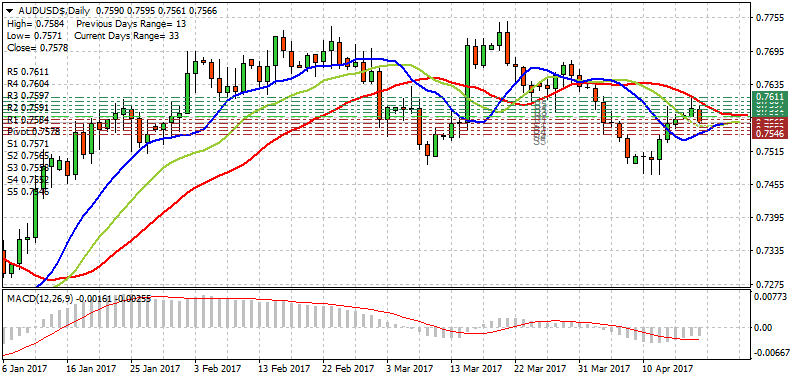 AUDUSD$,Daily 0.7590 0.7595 0.7561 0.7566
High= 0.7584 Previous Days Range= 13
Low= 0.7571 Current Days Range= 33
Close= 0.7578
R5 0.7611
R4 0.7604
R3 0.7597
R2 0.7591
R1 0.7584
Pivot 0.7578
S1 0.7571
S2 0.7565
S3 0.7558
S4 0.7552
S5 0.7546
S5
0.7755
0.7695
0.7635
0.7611
0.7546
0.7515
0.7455
0.7395
0.7335
0.7275
MACD(12,26,9) -0.00161 -0.00255
0.00773
0.00
-0.00667
6 Jan 2017
16 Jan 2017
25 Jan 2017
3 Feb 2017
13 Feb 2017
22 Feb 2017
3 Mar 2017
13 Mar 2017
22 Mar 2017
31 Mar 2017
10 Apr 2017